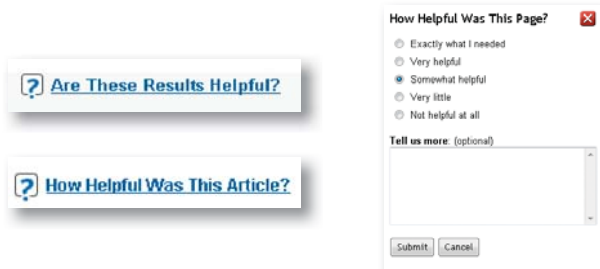 Are These Results Helpful?
How Helpful Was This Article?
How Helpful Was This Page?
Exactly what I needed
Very helpful
Somewhat helpful
Very little
Not helpful at all
Tell us more: (optional)
Submit Cancel